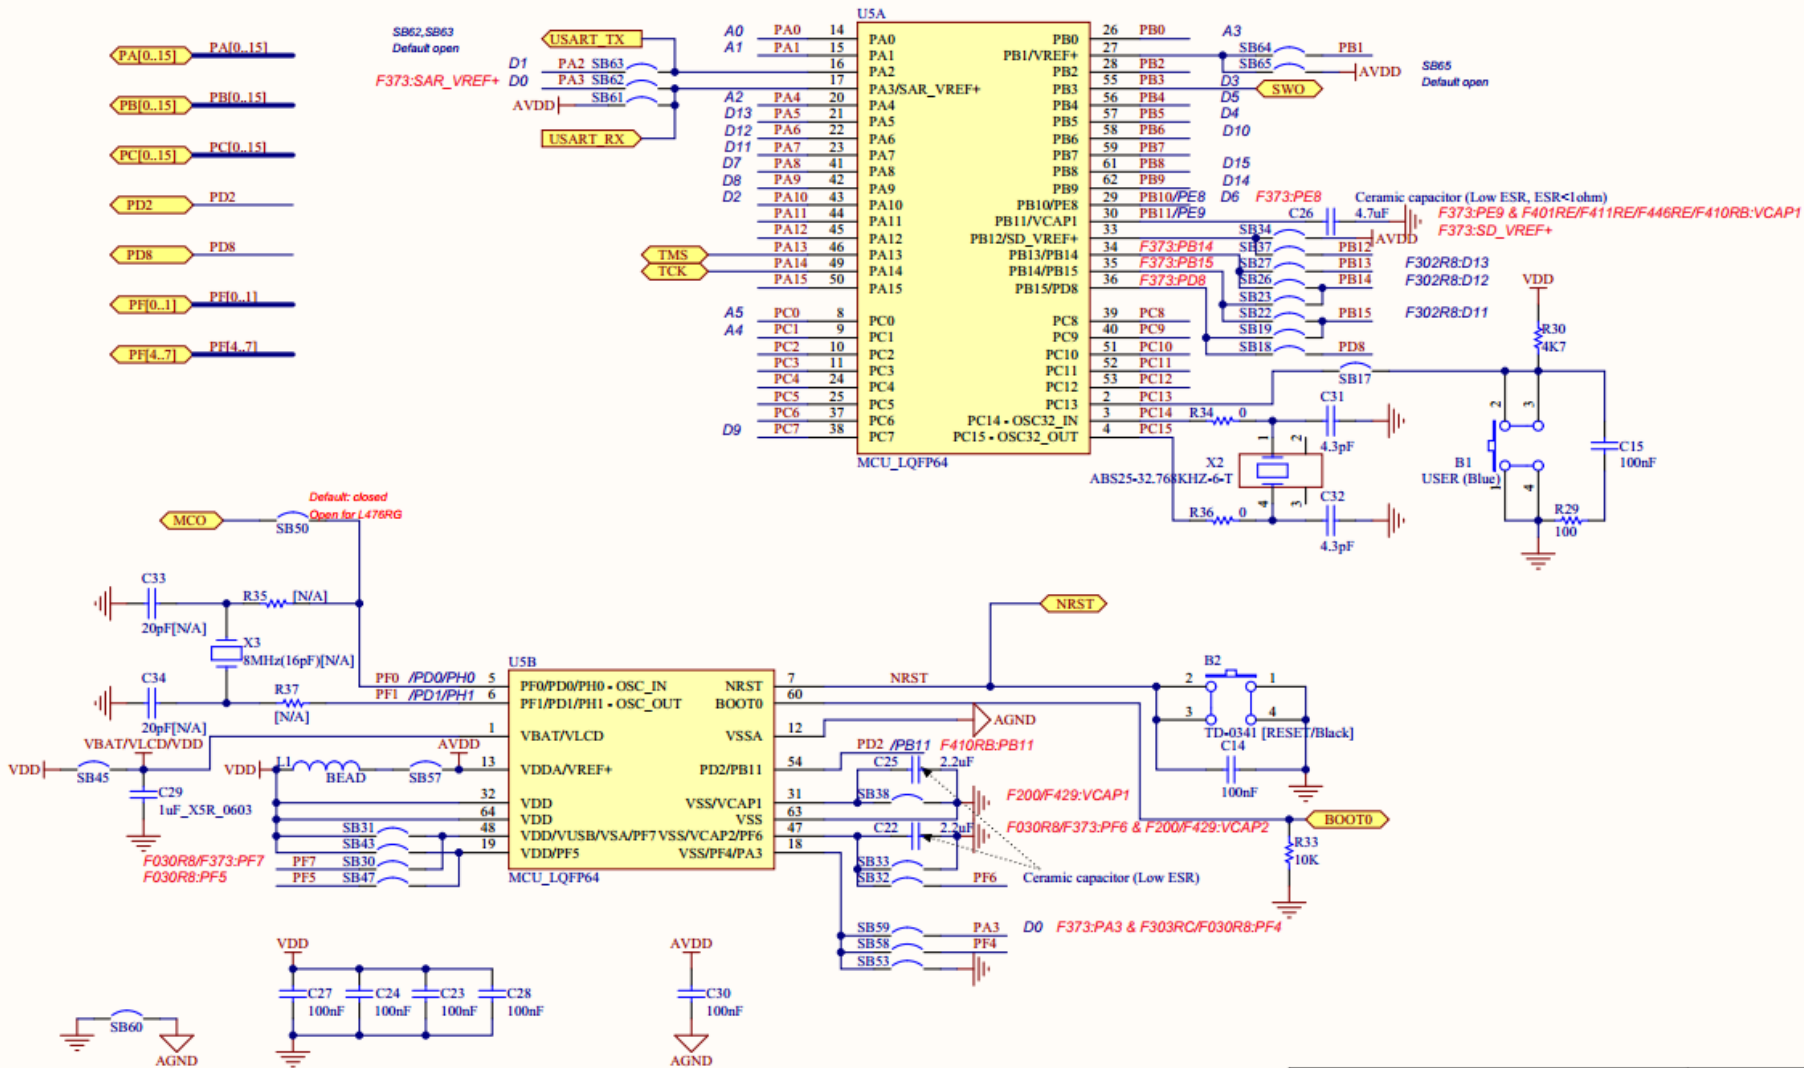 U5A
PA[0..15] PA[0..15]
PB[0..15] PB[0..15]
PC[0..15] PC[0..15]
PD2 PD2
PD8 PD8
PF[0..1] PF[0..1]
PF[4..7] PF[4..7]
SB62,SB63
Default open
USART_TX
D1 PA2 SB63
F373:SAR_VREF+ D0 PA3 SB62
AVDD SB61
USART_RX
TMS
TCK
A0 PA0 14 PA0
A1 PA1 15 PA1
16 PA2
17 PA3/SAR_VREF+
A2 PA4 20 PA4
D13 PA5 21 PA5
D12 PA6 22 PA6
D11 PA7 23 PA7
D7 PA8 41 PA8
D8 PA9 42 PA9
D2 PA10 43 PA10
PA11 44 PA11
PA12 45 PA12
PA13 46 PA13
PA14 49 PA14
PA15 50 PA15
A5 PC0 8 PC0
A4 PC1 9 PC1
PC2 10 PC2
PC3 11 PC3
PC4 24 PC4
PC5 25 PC5
PC6 37 PC6
D9 PC7 38 PC7
MCU_LQFP64
PB0 26 PB0 A3
PB1/VREF+ 27 SB64 PB1
PB2 28 PB2 SB65 AVDD
SB65
Default open
PB3 55 PB3 D3 SWO
PB4 56 PB4 D5
PB5 57 PB5 D4
PB6 58 PB6 D10
PB7 59 PB7
PB8 61 PB8 D15
PB9 62 PB9 D14
PB10/PE8 29 PB10/PE8 D6 F373:PE8
Ceramic capacitor (Low ESR, ESR<1ohm)
PB11/VCAP1 30 PB11/PE9 C26 4.7uF
F373:PE9 & F401RE/F411RE/F446RE/F410RB:VCAP1
F373:SD_VREF+
PB12/SD_VREF+ 33 SB34 AVDD
PB13/PB14 34 F373:PB14 SB37 PB12
PB14/PB15 35 F373:PB15 SB27 PB13 F302R8:D13
PB15/PD8 36 F373:PD8 SB26 PB14 F302R8:D12
SB23
PC8 39 PC8 SB22 PB15 F302R8:D11
PC9 40 PC9 SB19
PC10 51 PC10 SB18 PD8
PC11 52 PC11
PC12 53 PC12 SB17
PC13 2 PC13
PC14 - OSC32_IN 3 PC14 R34 0
PC15 - OSC32_OUT 4 PC15
C31
4.3pF
1 2
X2
ABS25-32.768KHZ-6-T
4 3
C32
4.3pF
R36 0
VDD
R30
4K7
2 3
B1
USER (Blue)
1 4
C15
100nF
R29
100
Default: closed
Open for L476RG
MCO
SB50
C33
20pF[N/A]
R35 [N/A]
X3
8MHz(16pF)[N/A]
C34
20pF[N/A]
R37
[N/A]
VBAT/VLCD/VDD
VDD SB45
C29
1uF_X5R_0603
AVDD
VDD L1 BEAD SB57
U5B
PF0 /PD0/PH0 5 PF0/PD0/PH0 - OSC_IN
PF1 /PD1/PH1 6 PF1/PD1/PH1 - OSC_OUT
1 VBAT/VLCD
13 VDDA/VREF+
32 VDD
64 VDD
48 VDD/VUSB/VSA/PF7
19 VDD/PF5
SB31
SB43
F030R8/F373:PF7 PF7 SB30
F030R8:PF5 PF5 SB47
MCU_LQFP64
NRST 7 NRST
BOOT0 60
VSSA 12 AGND
PD2/PB11 54 PD2 /PB11 F410RB:PB11
VSS/VCAP1 31
VSS 63
VSS/VCAP2/PF6 47
VSS/PF4/PA3 18
C25 2.2uF
SB38
F200/F429:VCAP1
C22 2.2uF
F030R8/F373:PF6 & F200/F429:VCAP2
SB33
SB32 PF6
Ceramic capacitor (Low ESR)
SB59 PA3 D0 F373:PA3 & F303RC/F030R8:PF4
SB58 PF4
SB53
NRST
B2
2 1
3 4
TD-0341 [RESET/Black]
C14
100nF
BOOT0
R33
10K
VDD
C27 C24 C23 C28
100nF 100nF 100nF 100nF
AVDD
C30
100nF
AGND
SB60
AGND